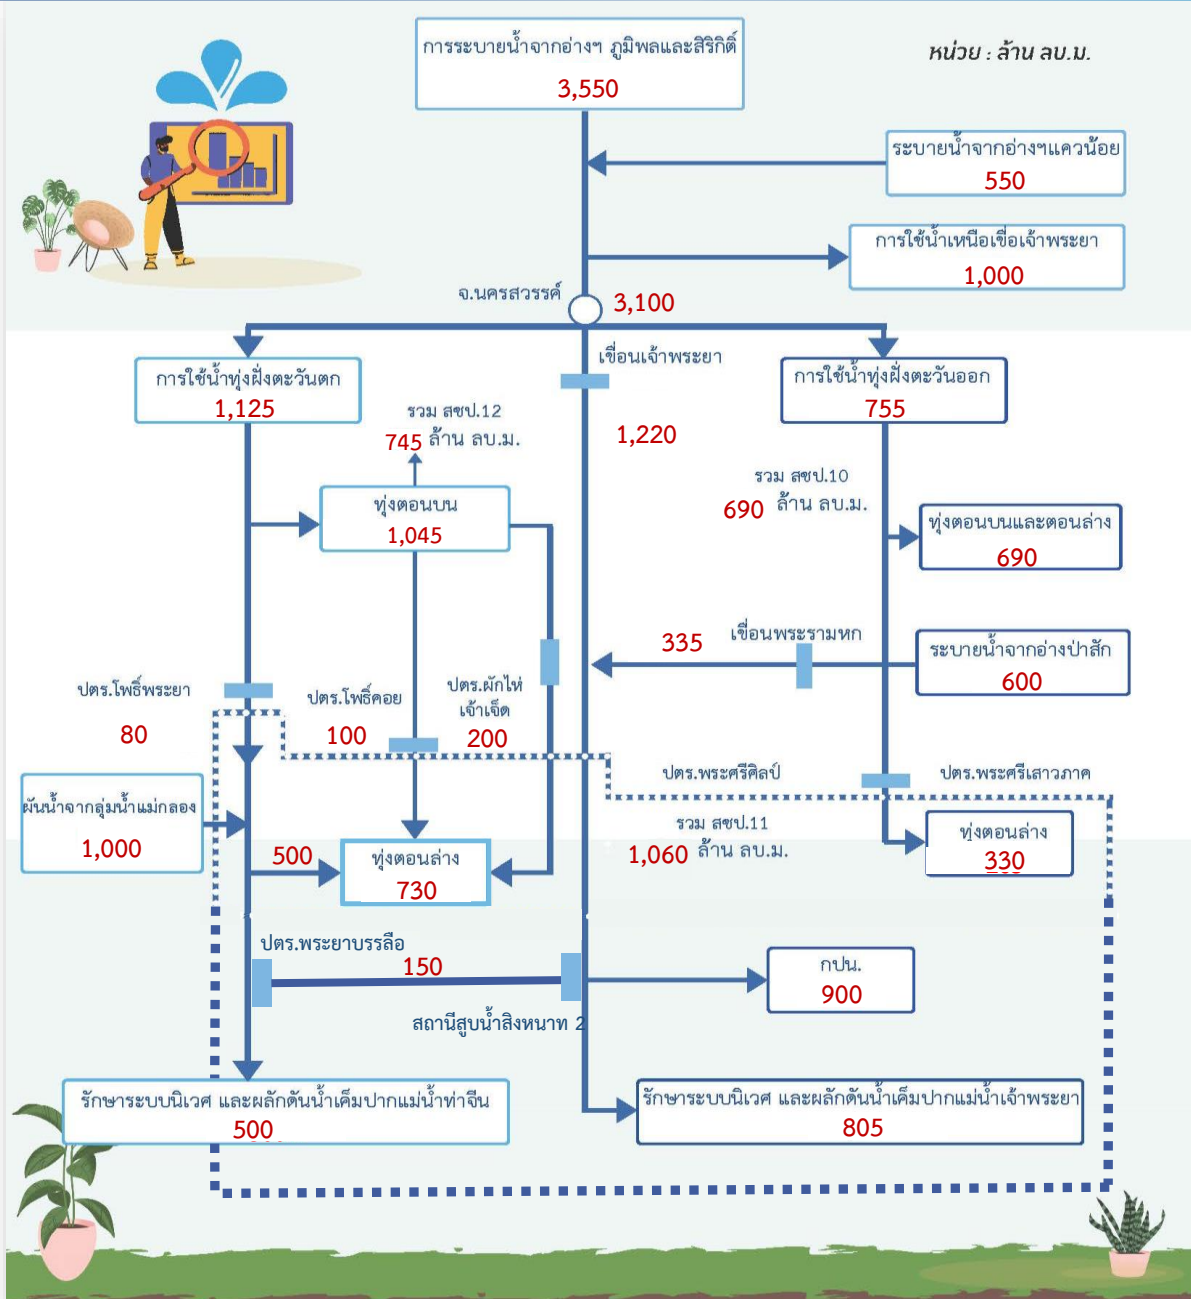 การระบายน้ำจากอ่างฯ ภูมิพลและสิริกิติ์
3,550
หน่วย : ล้าน ลบ.ม.
ระบายน้ำจากอ่างฯแควน้อย
550
การใช้น้ำเหนือเขื่อเจ้าพระยา
1,000
จ.นครสวรรค์
3,100
เขื่อนเจ้าพระยา
การใช้น้ำทุ่งฝั่งตะวันตก
1,125
การใช้น้ำทุ่งฝั่งตะวันออก
755
รวม สชป.12
745 ล้าน ลบ.ม.
1,220
รวม สชป.10
690 ล้าน ลบ.ม.
ทุ่งตอนบน
1,045
ทุ่งตอนบนและตอนล่าง
690
335
เขื่อนพระรามหก
ระบายน้ำจากอ่างป่าสัก
600
ปตร.โพธิ์พระยา
80
ปตร.โพธิ์คอย
100
ปตร.ผักไห่
เจ้าเจ็ด
200
ปตร.พระศรีศิลป์
ปตร.พระศรีเสาวภาค
ผันน้ำจากลุ่มน้ำแม่กลอง
1,000
รวม สชป.11
1,060 ล้าน ลบ.ม.
ทุ่งตอนล่าง
330
500
ทุ่งตอนล่าง
730
ปตร.พระยาบรรลือ
150
สถานีสูบน้ำสิงหนาท 2
กปน.
900
รักษาระบบนิเวศ และผลักดันน้ำเค็มปากแม่น้ำท่าจีน
500
รักษาระบบนิเวศ และผลักดันน้ำเค็มปากแม่น้ำเจ้าพระยา
805